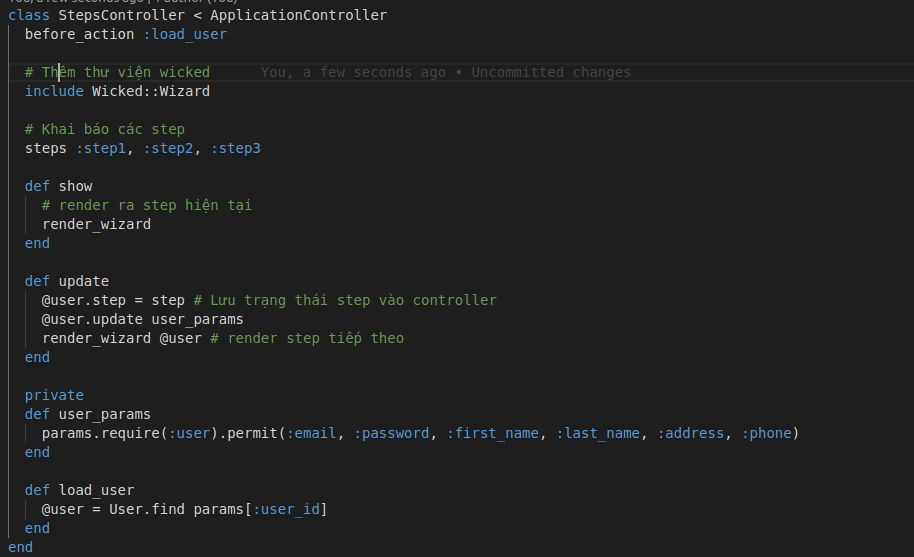 class StepsController < ApplicationController
before_action :load_user
# Thêm thư viện wicked You, a few seconds ago • Uncommitted changes
include Wicked::Wizard
# Khai báo các step
steps :step1, :step2, :step3
def show
# render ra step hiện tại
render_wizard
end
def update
@user.step = step # Lưu trạng thái step vào controller
@user.update user_params
render_wizard @user # render step tiếp theo
end
private
def user_params
params.require(:user).permit(:email, :password, :first_name, :last_name, :address, :phone)
end
def load_user
@user = User.find params[:user_id]
end
end